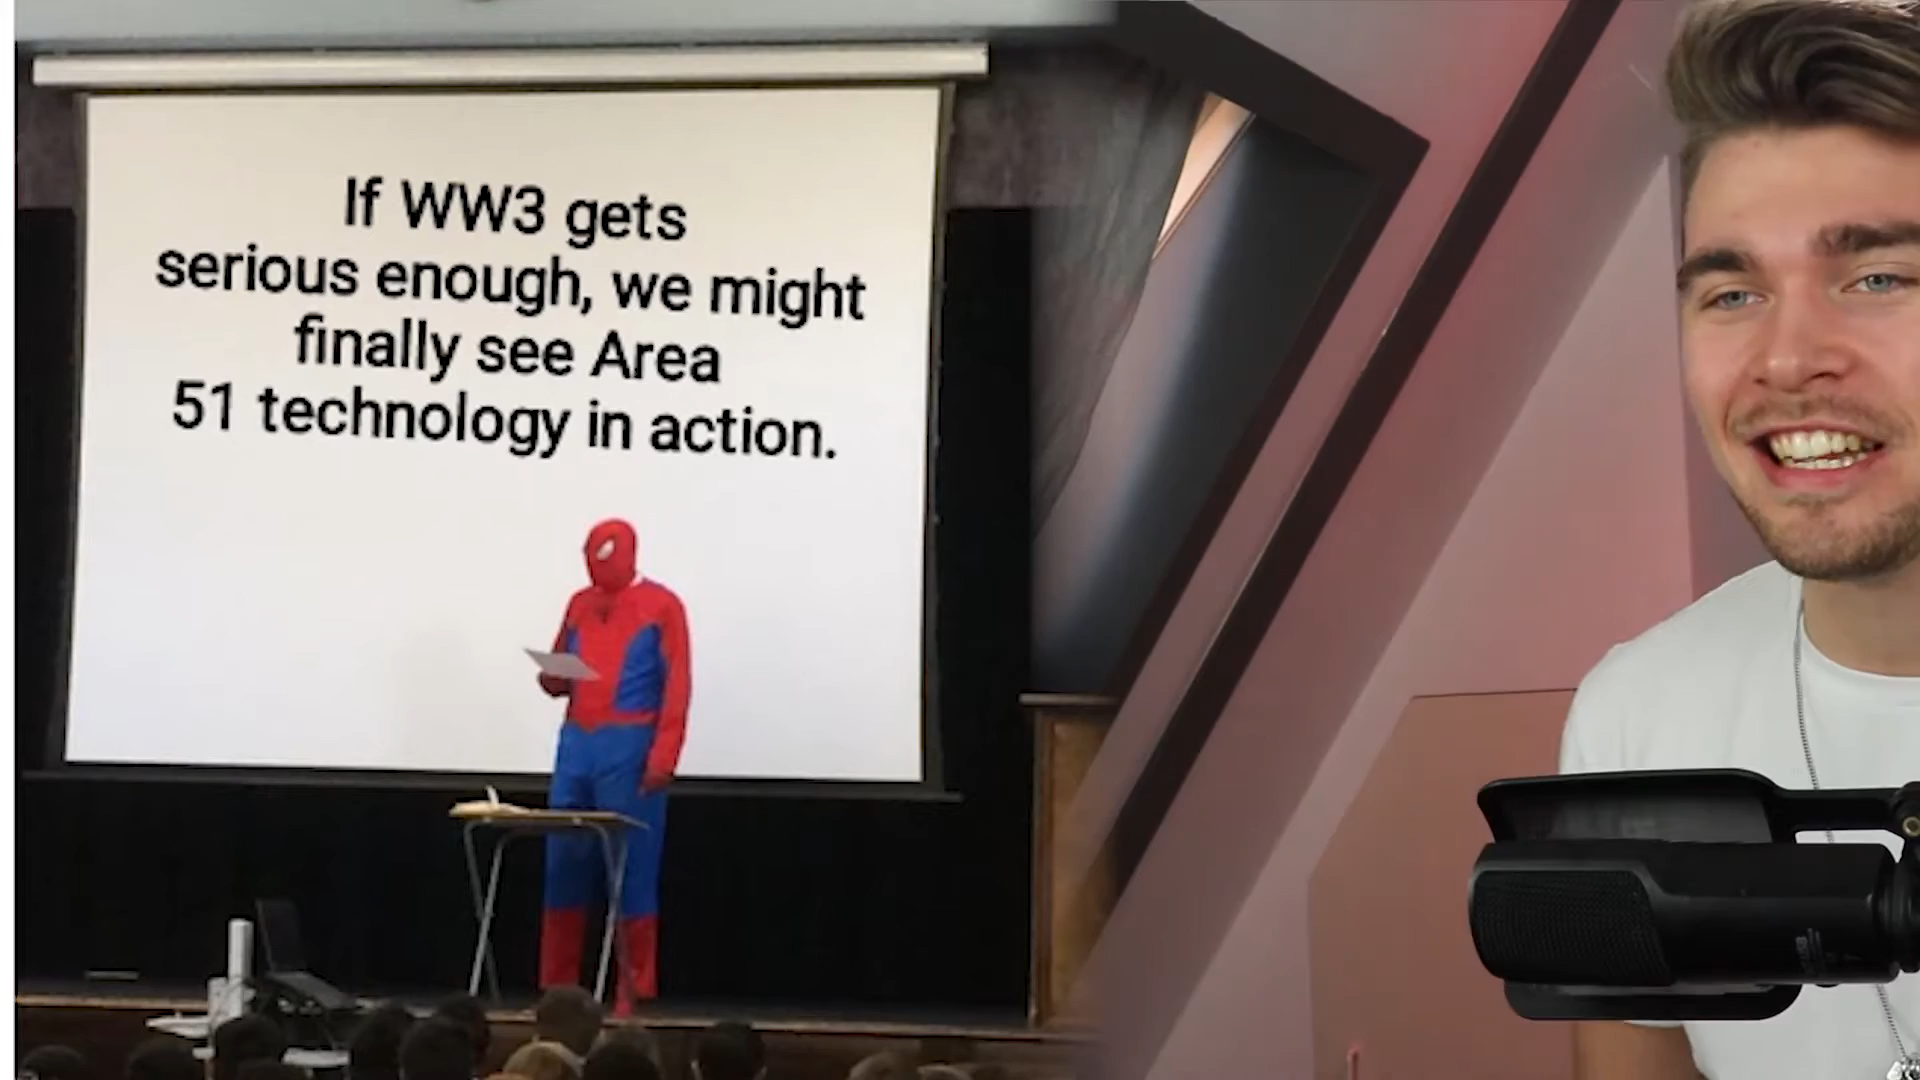 If WW3 gets
serious enough, we might
finally see Area
51 technology in action.